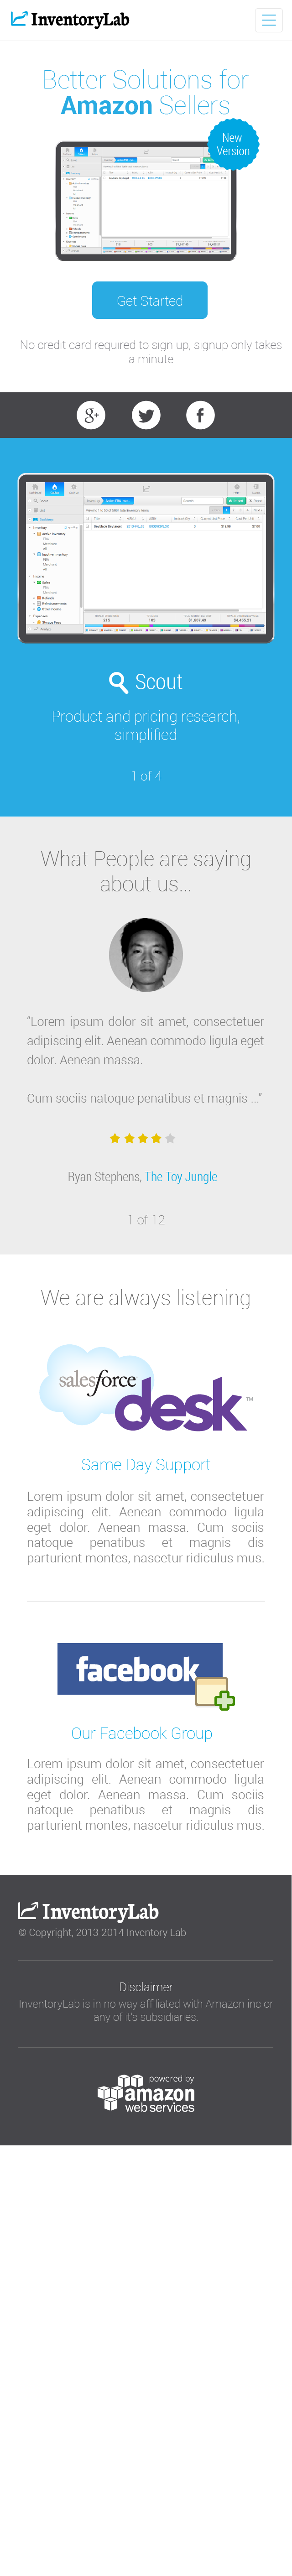 InventoryLab
Better Solutions for
Amazon Sellers
New
Version
Get Started
No credit card required to sign up, signup only takes
a minute
g+
f
Scout
Product and pricing research,
simplified
1 of 4
What People are saying
about us...
"Lorem ipsum dolor sit amet, consectetuer
adipiscing elit. Aenean commodo ligula eget
dolor. Aenean massa.
Cum sociis natoque penatibus et magnis ..."
Ryan Stephens, The Toy Jungle
1 of 12
We are always listening
salesforce
desk TM
Same Day Support
Lorem ipsum dolor sit amet, consectetuer
adipiscing elit. Aenean commodo ligula
eget dolor. Aenean massa. Cum sociis
natoque penatibus et magnis dis
parturient montes, nascetur ridiculus mus.
facebook
Our Facebook Group
Lorem ipsum dolor sit amet, consectetuer
adipiscing elit. Aenean commodo ligula
eget dolor. Aenean massa. Cum sociis
natoque penatibus et magnis dis
parturient montes, nascetur ridiculus mus.
InventoryLab
© Copyright, 2013-2014 Inventory Lab
Disclaimer
InventoryLab is in no way affiliated with Amazon inc or
any of it's subsidiaries.
powered by
amazon
web services